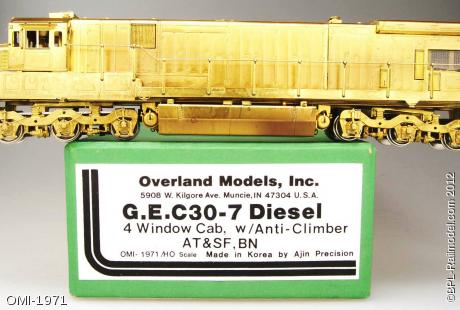 Overland Models, Inc.
5908 W. Kilgore Ave. Muncie, IN 47304 U.S.A.
G.E.C30-7 Diesel
4 Window Cab, w/Anti-Climber
AT&SF, BN
OMI-1971/HO Scale Made in Korea by Ajin Precision
OMI-1971
©BPL-Railmodel.com 2012